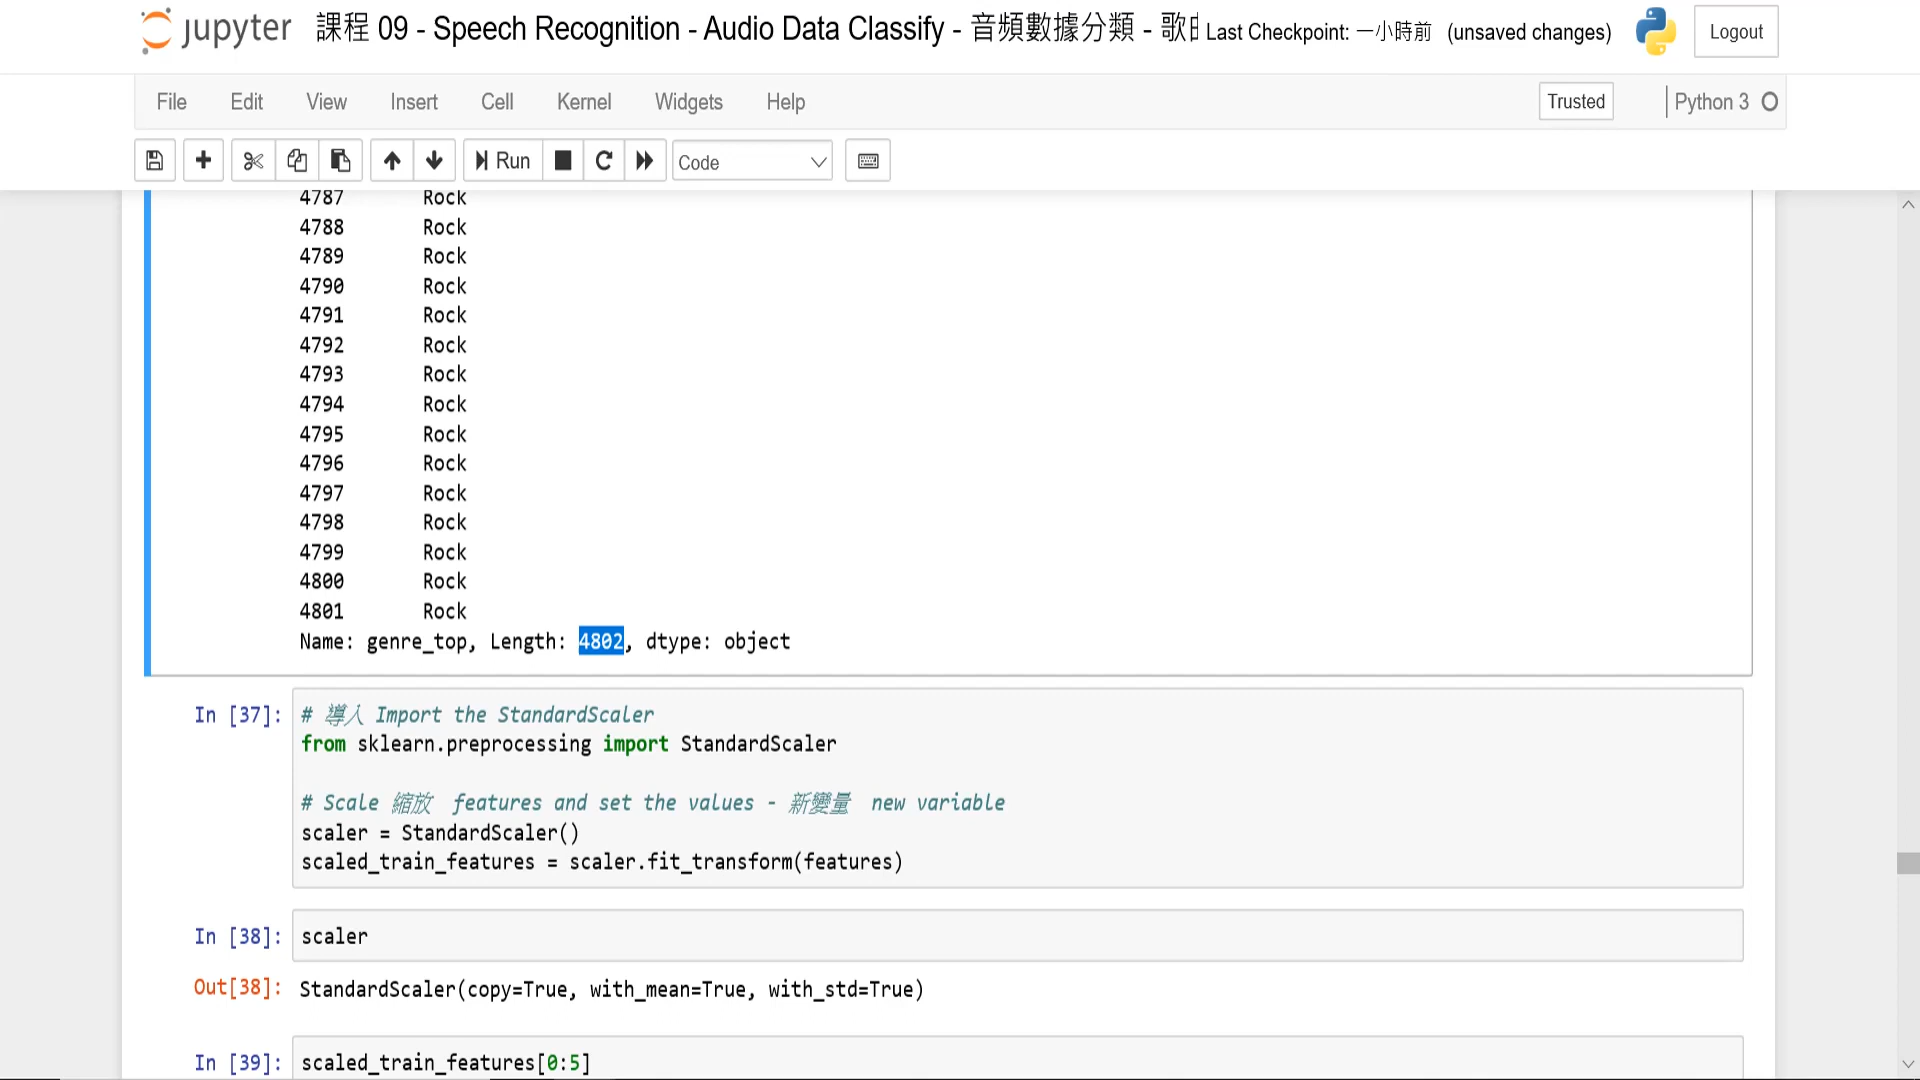 jupyter 課程 09 - Speech Recognition - Audio Data Classify - 音頻數據分類 - 歌 Last Checkpoint: 一小時前 (unsaved changes) Logout
File Edit View Insert Cell Kernel Widgets Help Trusted Python 3
Run Code
4787 Rock
4788 Rock
4789 Rock
4790 Rock
4791 Rock
4792 Rock
4793 Rock
4794 Rock
4795 Rock
4796 Rock
4797 Rock
4798 Rock
4799 Rock
4800 Rock
4801 Rock
Name: genre_top, Length: 4802, dtype: object
In [37]: # 導入 Import the StandardScaler
from sklearn.preprocessing import StandardScaler
# Scale 縮放 features and set the values - 新變量 new variable
scaler = StandardScaler()
scaled_train_features = scaler.fit_transform(features)
In [38]: scaler
Out[38]: StandardScaler(copy=True, with_mean=True, with_std=True)
In [39]: scaled_train_features[0:5]